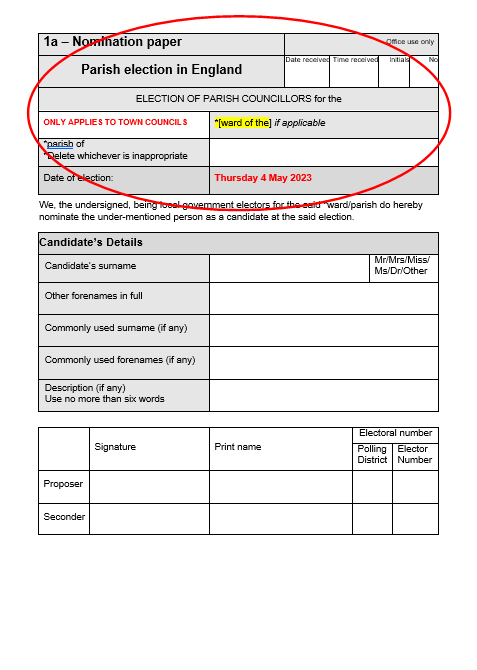 1a – Nomination paper
Office use only
Parish election in England
Date received
Time received
Initials
No
ELECTION OF PARISH COUNCILLORS for the
ONLY APPLIES TO TOWN COUNCILS
*[ward of the] if applicable
*parish of
*Delete whichever is inappropriate
Date of election:
Thursday 4 May 2023
We, the undersigned, being local government electors for the said *ward/parish do hereby
nominate the under-mentioned person as a candidate at the said election.
Candidate's Details
Candidate's surname
Mr/Mrs/Miss/
Ms/Dr/Other
Other forenames in full
Commonly used surname (if any)
Commonly used forenames (if any)
Description (if any)
Use no more than six words
Signature
Print name
Electoral number
Polling
District
Elector
Number
Proposer
Seconder